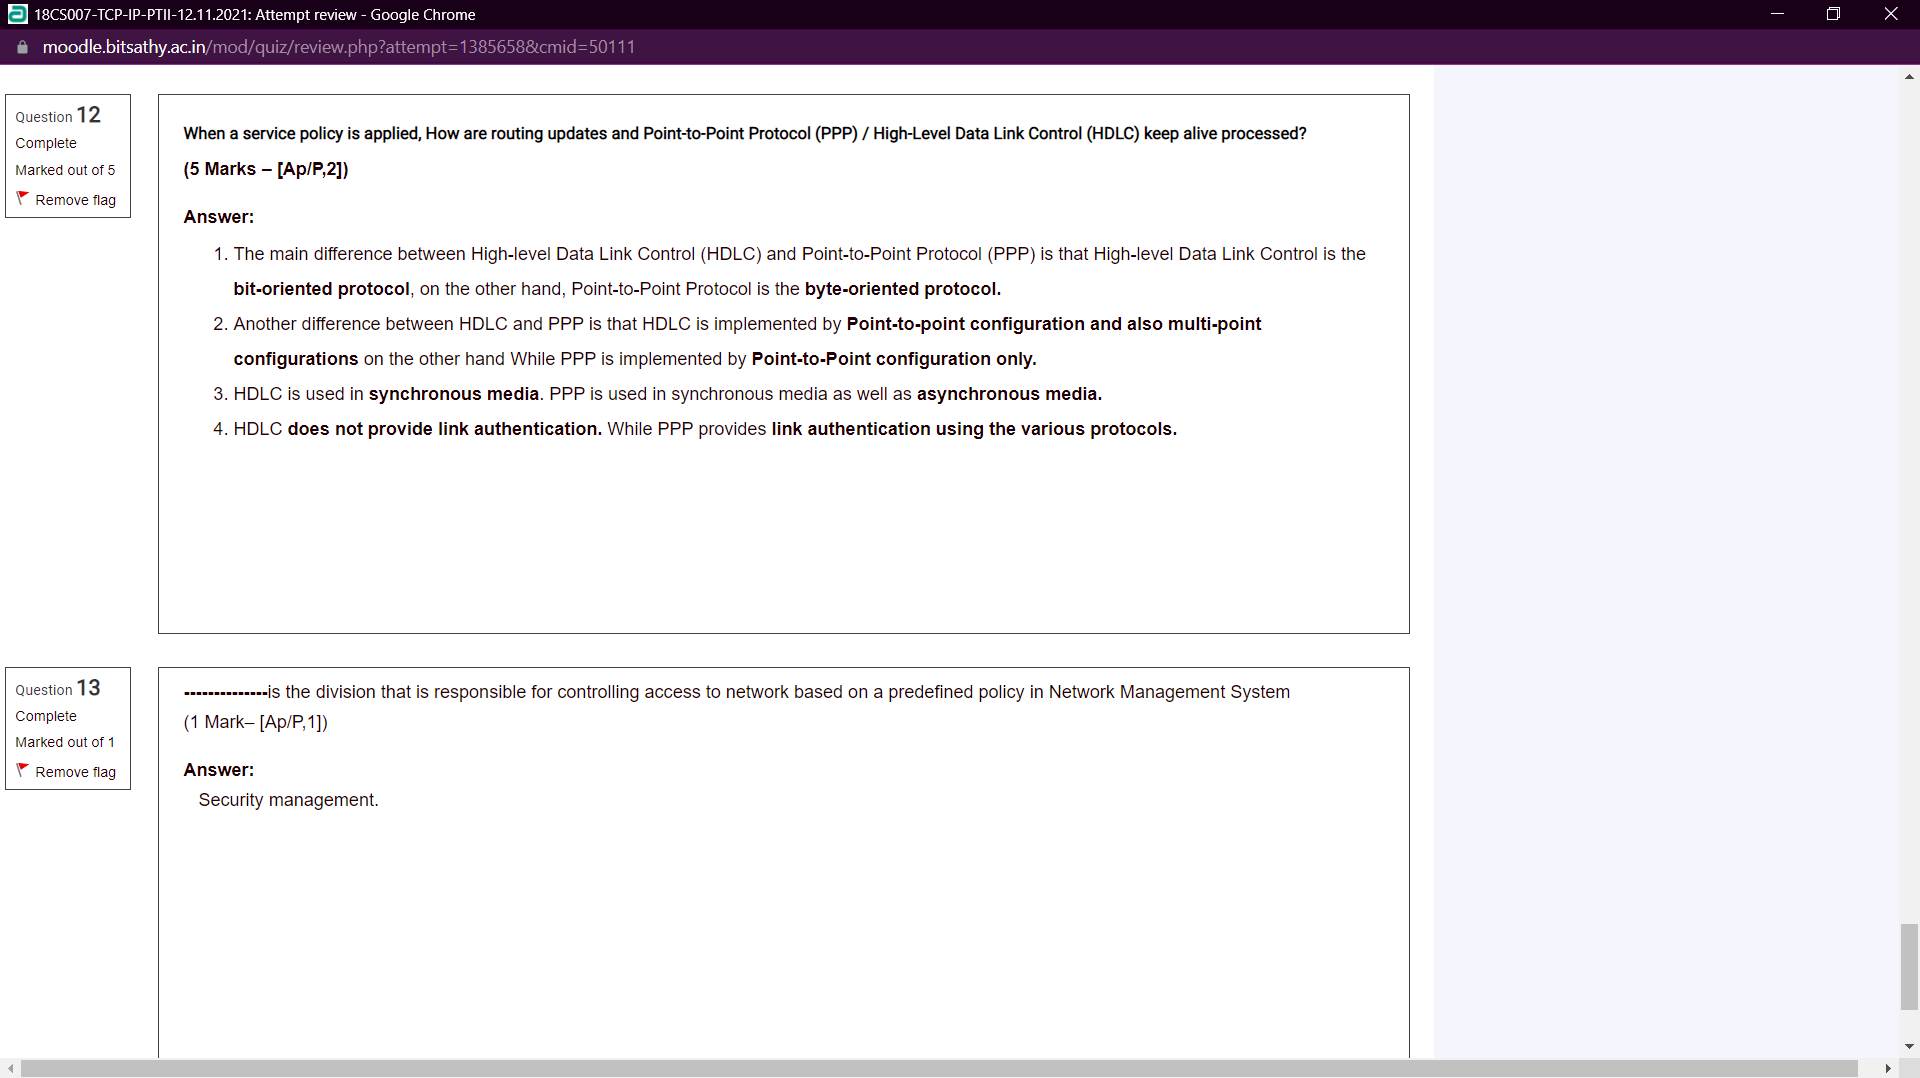 18CS007-TCP-IP-PTII-12.11.2021: Attempt review - Google Chrome
moodle.bitsathy.ac.in/mod/quiz/review.php?attempt=1385658&cmid=50111
Question 12
Complete
Marked out of 5
Remove flag
When a service policy is applied, How are routing updates and Point-to-Point Protocol (PPP) / High-Level Data Link Control (HDLC) keep alive processed?
(5 Marks – [Ap/P,2])
Answer:
1. The main difference between High-level Data Link Control (HDLC) and Point-to-Point Protocol (PPP) is that High-level Data Link Control is the
bit-oriented protocol, on the other hand, Point-to-Point Protocol is the byte-oriented protocol.
2. Another difference between HDLC and PPP is that HDLC is implemented by Point-to-point configuration and also multi-point
configurations on the other hand While PPP is implemented by Point-to-Point configuration only.
3. HDLC is used in synchronous media. PPP is used in synchronous media as well as asynchronous media.
4. HDLC does not provide link authentication. While PPP provides link authentication using the various protocols.
Question 13
Complete
Marked out of 1
Remove flag
--------------is the division that is responsible for controlling access to network based on a predefined policy in Network Management System
(1 Mark– [Ap/P,1])
Answer:
Security management.